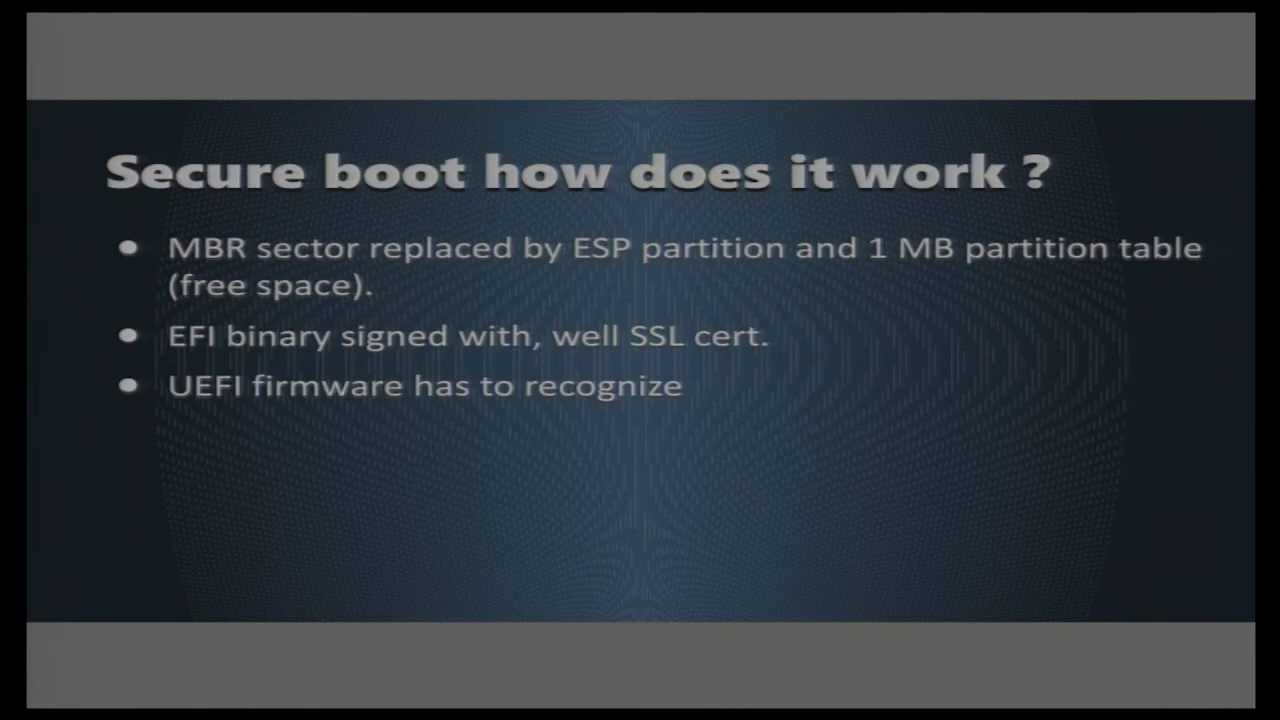 Secure boot how does it work ?
MBR sector replaced by ESP partition and 1 MB partition table
(free space).
EFI binary signed with, well SSL cert.
UEFI firmware has to recognize